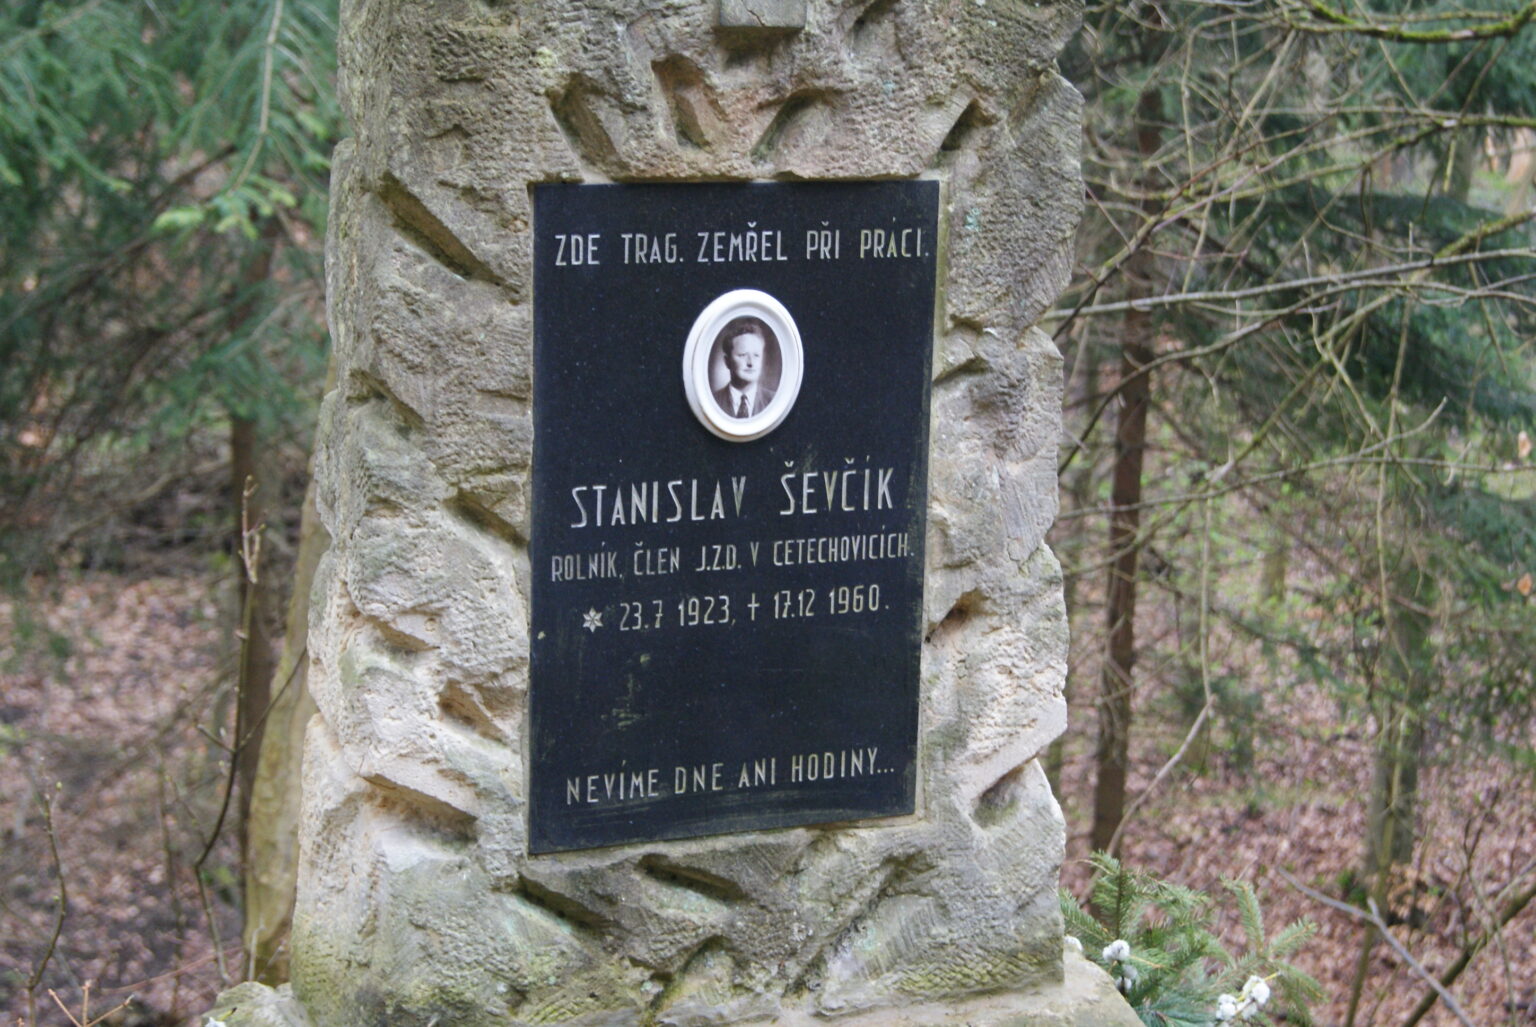 ZDE TRAG. ZEMŘEL PŘI PRÁCI.
STANISLAV ŠEVČÍK
ROLNÍK, ČLEN J.Z.D. V CETECHOVICÍCH.
* 23.7 1923, + 17.12 1960.
NEVÍME DNE ANI HODINY...